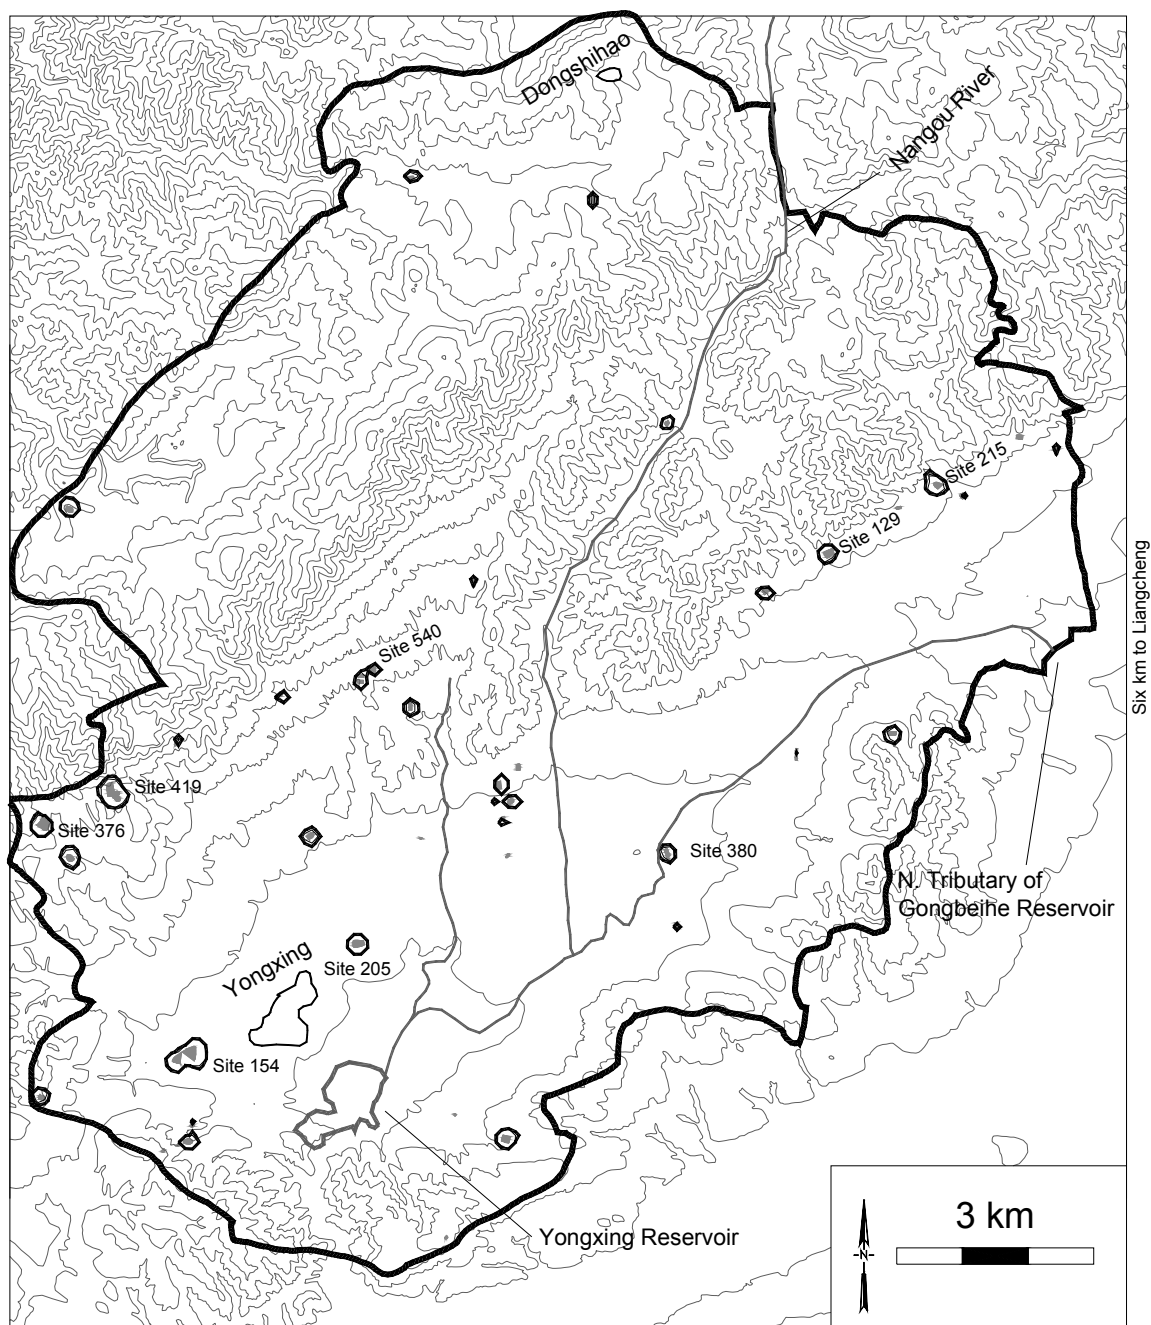 Dongshihao
Nangou River
Site 215
Site 129
Six km to Liangcheng
Site 540
Site 419
Site 376
Site 380
N. Tributary of
Gongbeihe Reservoir
Yongxing
Site 205
Site 154
Yongxing Reservoir
3 km
N